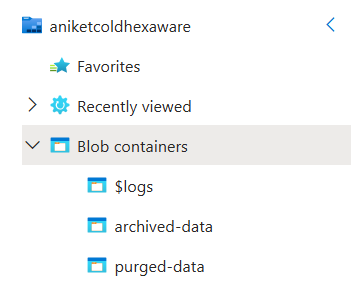 aniketcoldhexaware
Favorites
Recently viewed
Blob containers
$logs
archived-data
purged-data